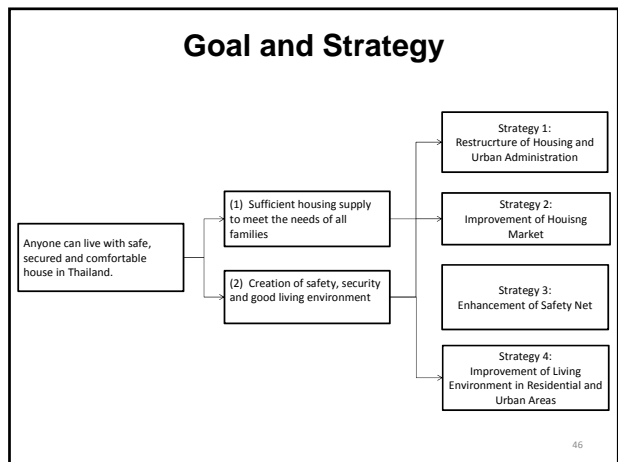 Goal and Strategy
Anyone can live with safe,
secured and comfortable
house in Thailand.
(1) Sufficient housing supply
to meet the needs of all
families
(2) Creation of safety, security
and good living environment
Strategy 1:
Restrucrture of Housing and
Urban Administration
Strategy 2:
Improvement of Houisng
Market
Strategy 3:
Enhancement of Safety Net
Strategy 4:
Improvement of Living
Environment in Residential and
Urban Areas
46